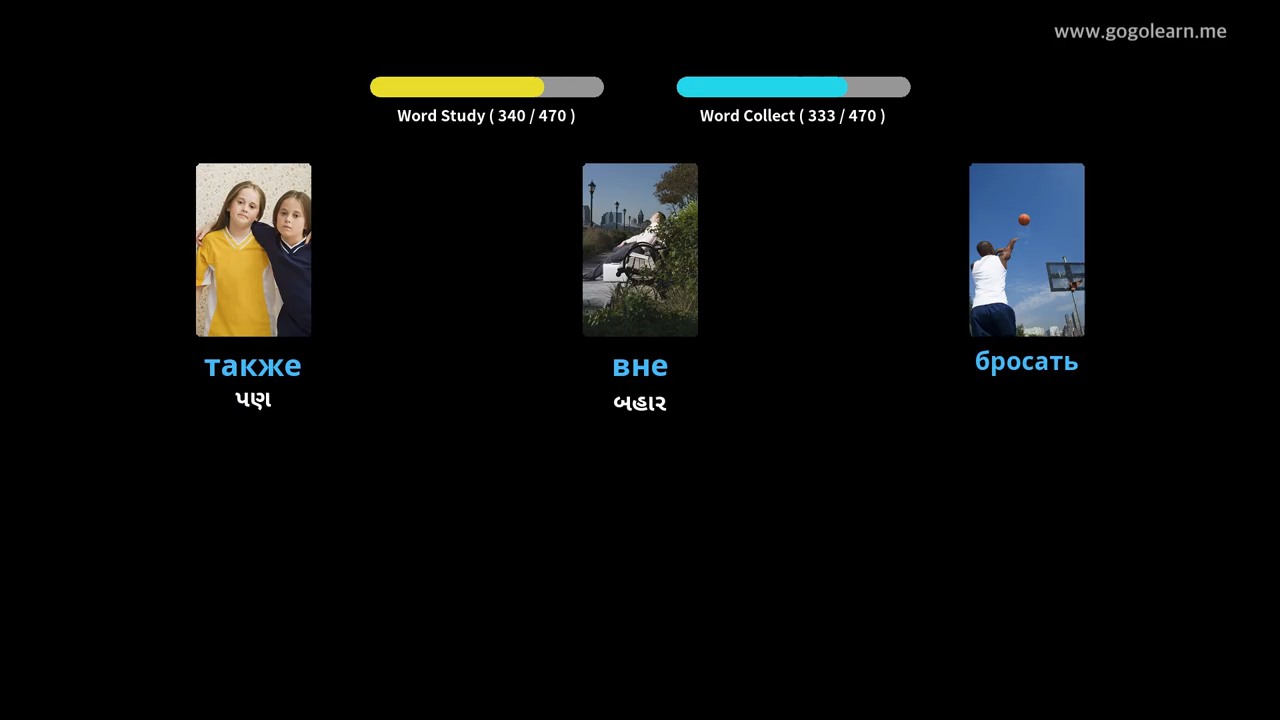 www.gogolearn.me
Word Study ( 340 / 470 )
Word Collect ( 333 / 470 )
также
પણ
вне
બહાર
бросать